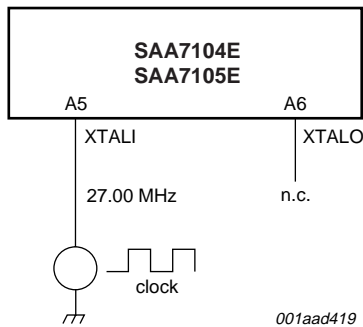 SAA7104E
SAA7105E
A5 A6
XTALI XTALO
27.00 MHz n.c.
clock
001aad419